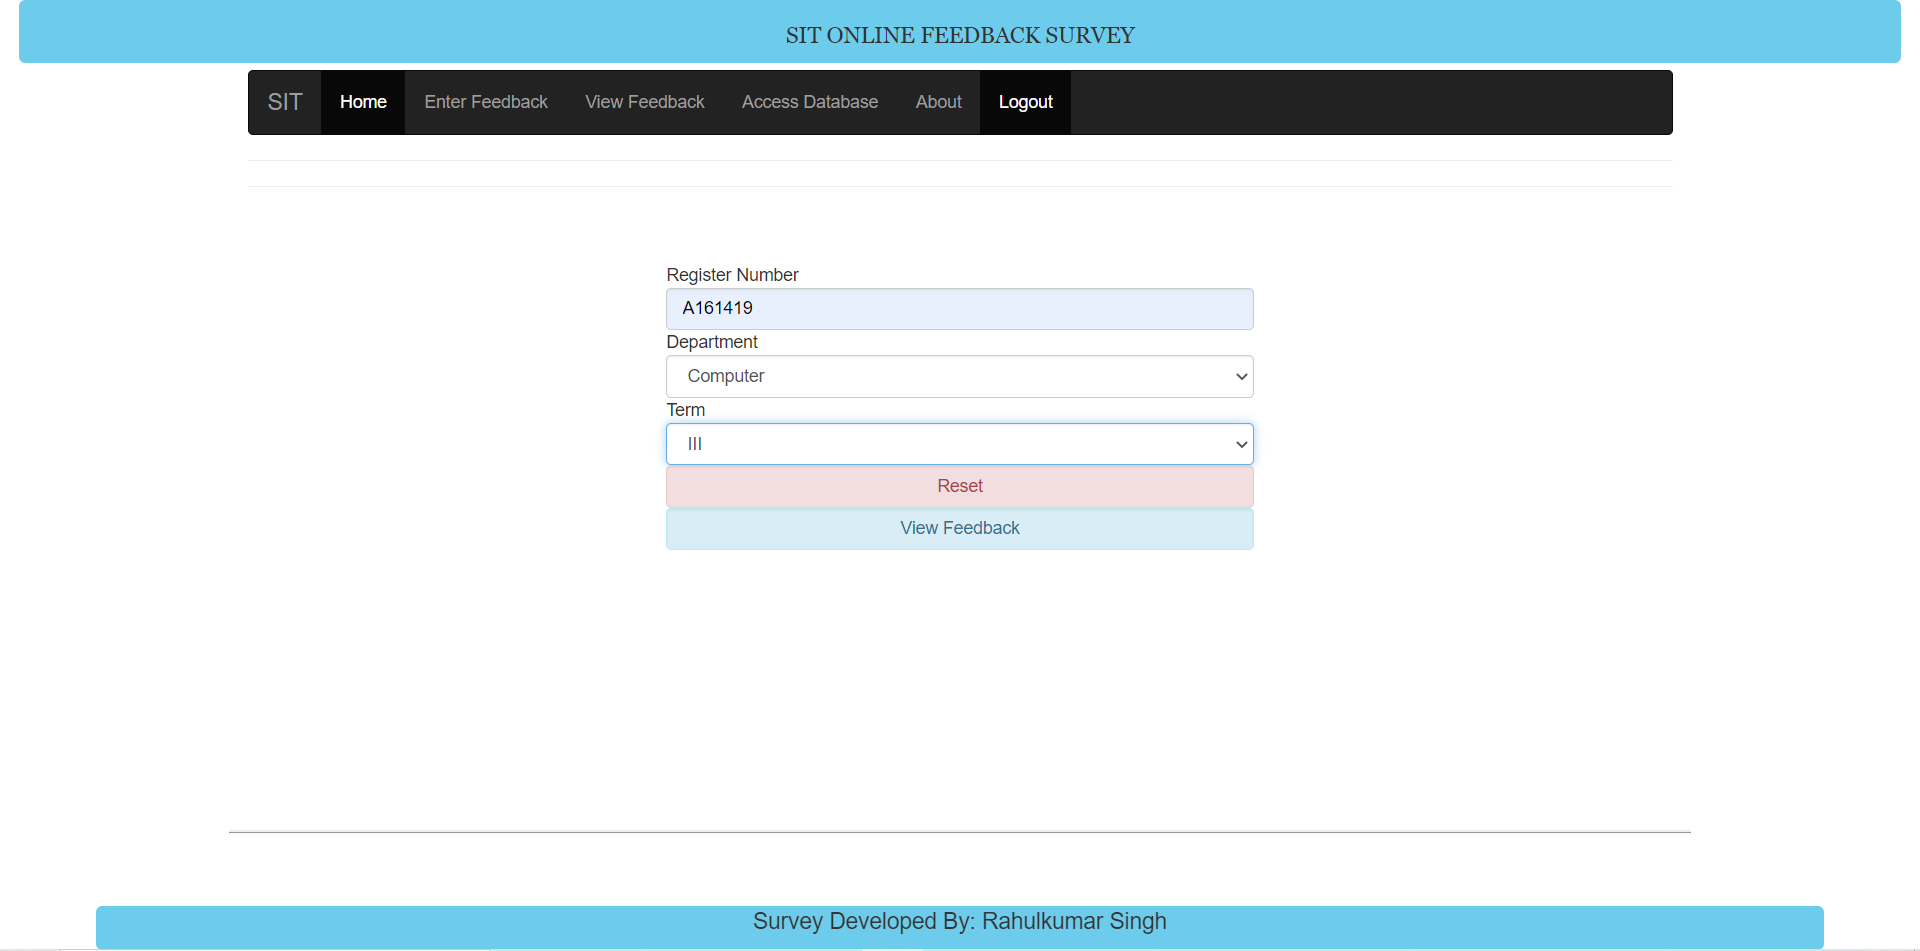 SIT ONLINE FEEDBACK SURVEY
SIT Home Enter Feedback View Feedback Access Database About Logout
Register Number
A161419
Department
Computer
Term
III
Reset
View Feedback
Survey Developed By: Rahulkumar Singh